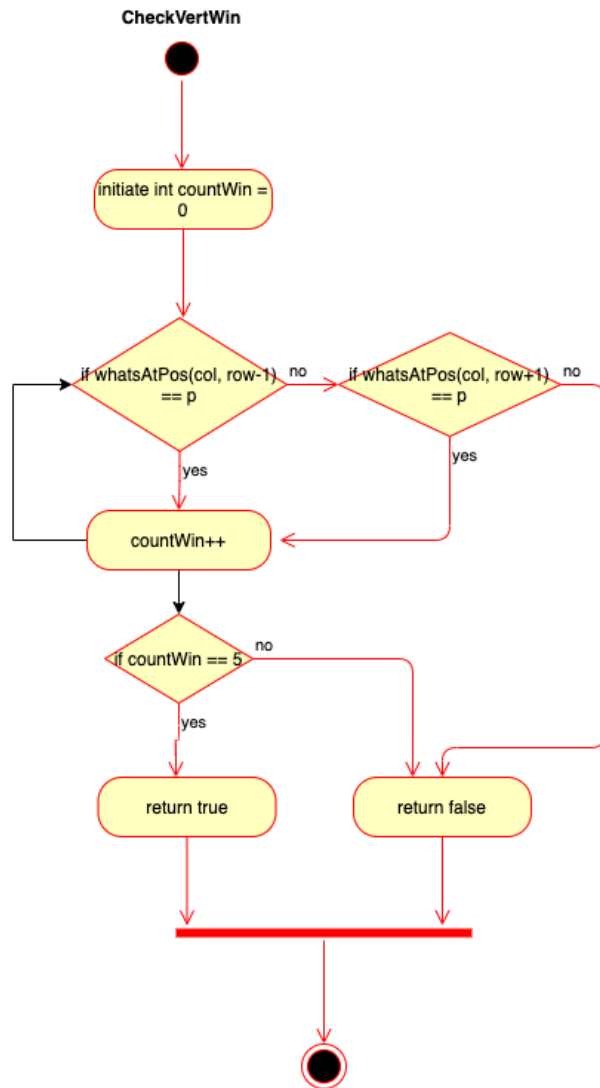 CheckVertWin
initiate int countWin =
0
if whatsAtPos(col, row-1)
== p
no
if whatsAtPos(col, row+1)
== p
no
yes
yes
countWin++
if countWin == 5
no
yes
return true
return false